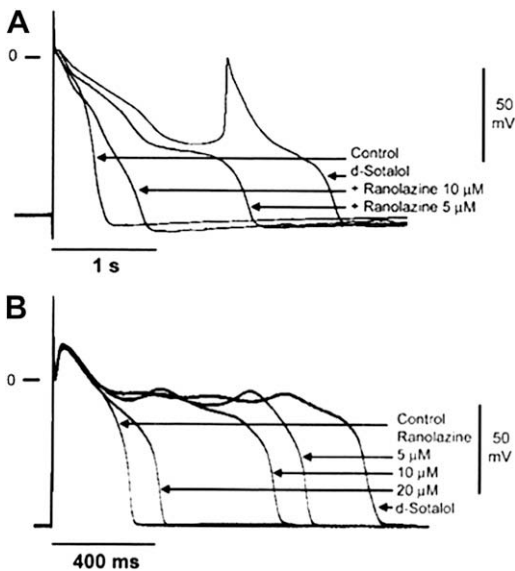 A
0
50
mV
Control
d-Sotalol
+ Ranolazine 10 μM
+ Ranolazine 5 μM
1 s
B
0
Control
Ranolazine
5 μM
10 μM
20 μM
d-Sotalol
50
mV
400 ms